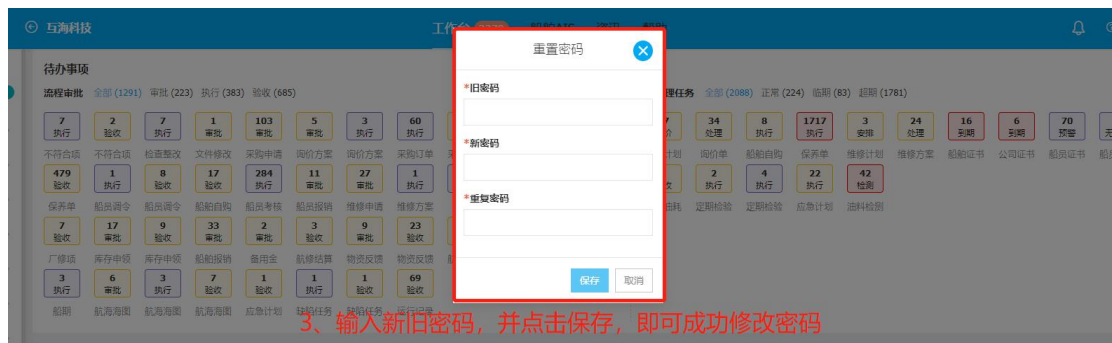 互海科技
工作台
重置密码
待办事项
流程审批 全部 (1291) 审批 (223) 执行 (383) 验收 (685)
全部 (2088) 正常 (224) 临期 (83) 超期 (1781)
*旧密码
*新密码
*重复密码
保存 取消
7 2 7 1 103 5 3 60
执行 验收 执行 审批 审批 审批 执行 执行
不符合项 不符合项 检查整改 文件修改 采购申请 询价方案 询价方案 采购订单
34 8 1717 3 24 16 6 70
处理 执行 执行 安排 处理 到期 到期 预警
询价单 船舶自购 保养单 维修计划 维修方案 船舶证书 公司证书 船员证书
479 1 8 17 284 11 27 1
验收 执行 验收 验收 执行 审批 审批 执行
保养单 船员调令 船员调令 船舶自购 船员考核 船员报销 维修申请 维修方案
2 4 22 42
执行 执行 执行 检测
油耗 定期检验 定期检验 应急计划 油料检测
7 17 9 33 2 3 9 23
验收 审批 验收 审批 审批 验收 审批 验收
厂修项 库存申领 库存申领 船舶报销 备用金 航修结算 物资反馈 物资反馈
3 6 3 7 1 1 1 69
执行 审批 执行 验收 验收 执行 验收 验收
船期 航海海图 航海海图 航海海图 应急计划 缺陷任务 缺陷任务 运行记录
3、输入新旧密码，并点击保存，即可成功修改密码